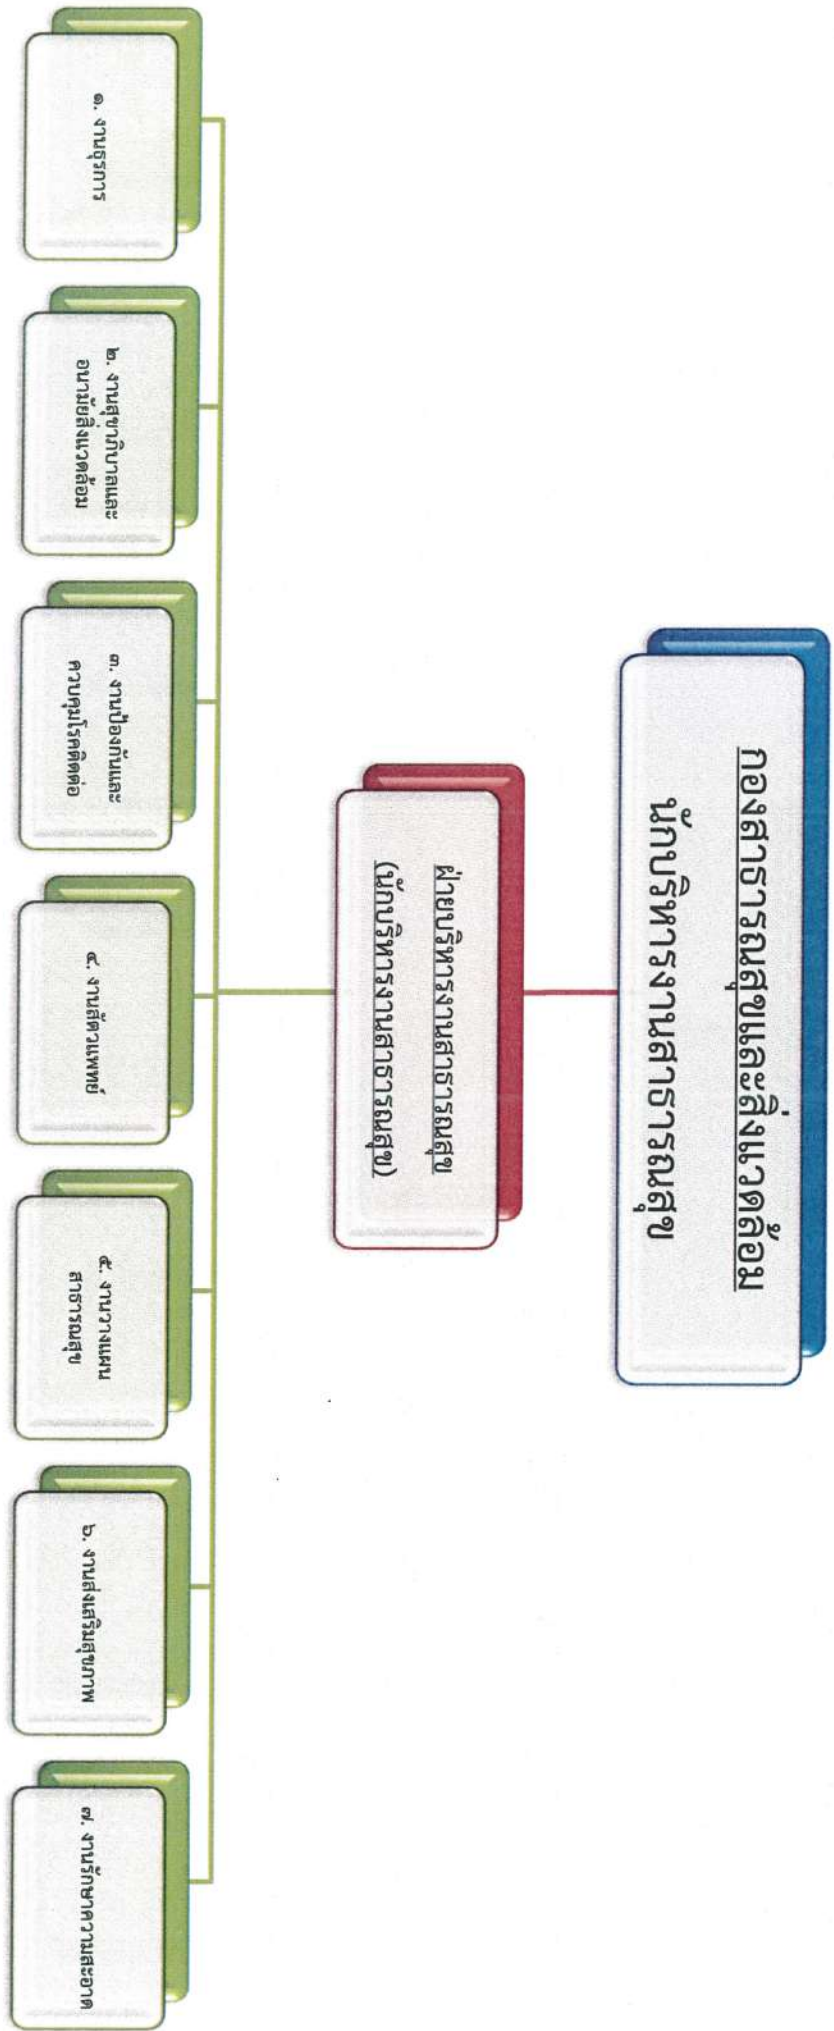 กองสาธารณสุขและสิ่งแวดล้อม
นักบริหารงานสาธารณสุข
ฝ่ายบริหารงานสาธารณสุข
(นักบริหารงานสาธารณสุข)
๑. งานธุรการ
๒. งานสุขาภิบาลและ
อนามัยสิ่งแวดล้อม
๓. งานป้องกันและ
ควบคุมโรคติดต่อ
๔. งานสัตวแพทย์
๕. งานวางแผน
สาธารณสุข
๖. งานส่งเสริมสุขภาพ
๗. งานรักษาความสะอาด